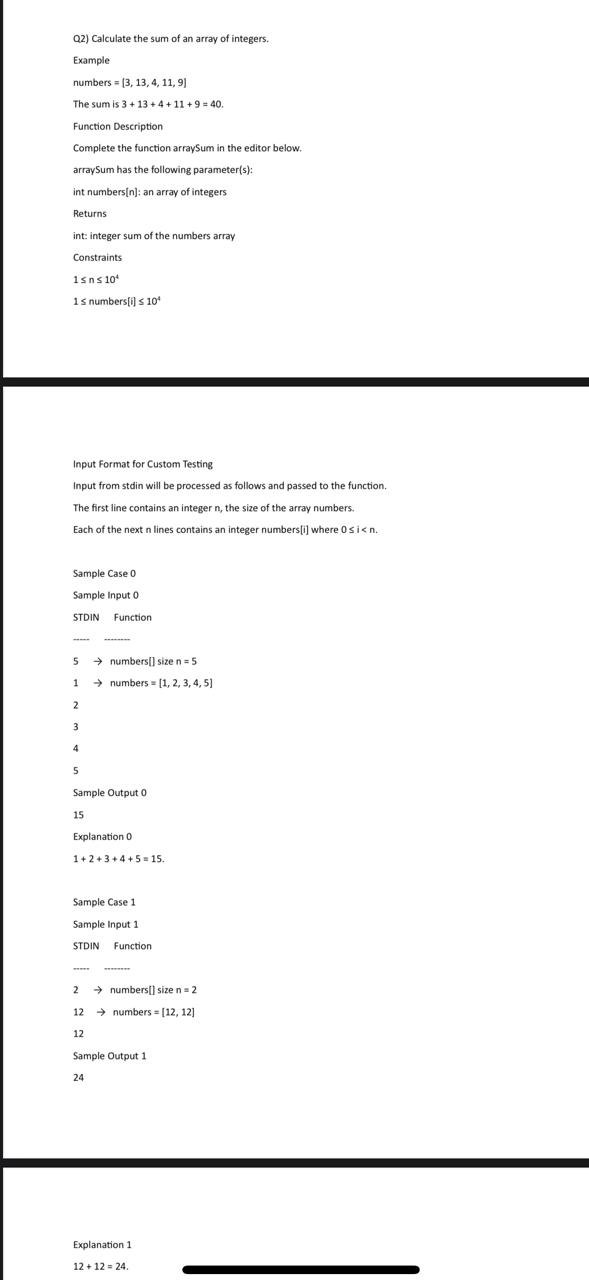 Q2) Calculate the sum of an array of integers.
Example
numbers = [3, 13, 4, 11, 9]
The sum is 3 + 13 + 4 + 11 + 9 = 40.
Function Description
Complete the function arraySum in the editor below.
arraySum has the following parameter(s):
int numbers[n]: an array of integers
Returns
int: integer sum of the numbers array
Constraints
1 ≤ n ≤ 10⁴
1 ≤ numbers[i] ≤ 10⁴
Input Format for Custom Testing
Input from stdin will be processed as follows and passed to the function.
The first line contains an integer n, the size of the array numbers.
Each of the next n lines contains an integer numbers[i] where 0 ≤ i < n.
Sample Case 0
Sample Input 0
STDIN Function
----- --------
5 → numbers[] size n = 5
1 → numbers = [1, 2, 3, 4, 5]
2
3
4
5
Sample Output 0
15
Explanation 0
1 + 2 + 3 + 4 + 5 = 15.
Sample Case 1
Sample Input 1
STDIN Function
----- --------
2 → numbers[] size n = 2
12 → numbers = [12, 12]
12
Sample Output 1
24
Explanation 1
12 + 12 = 24.